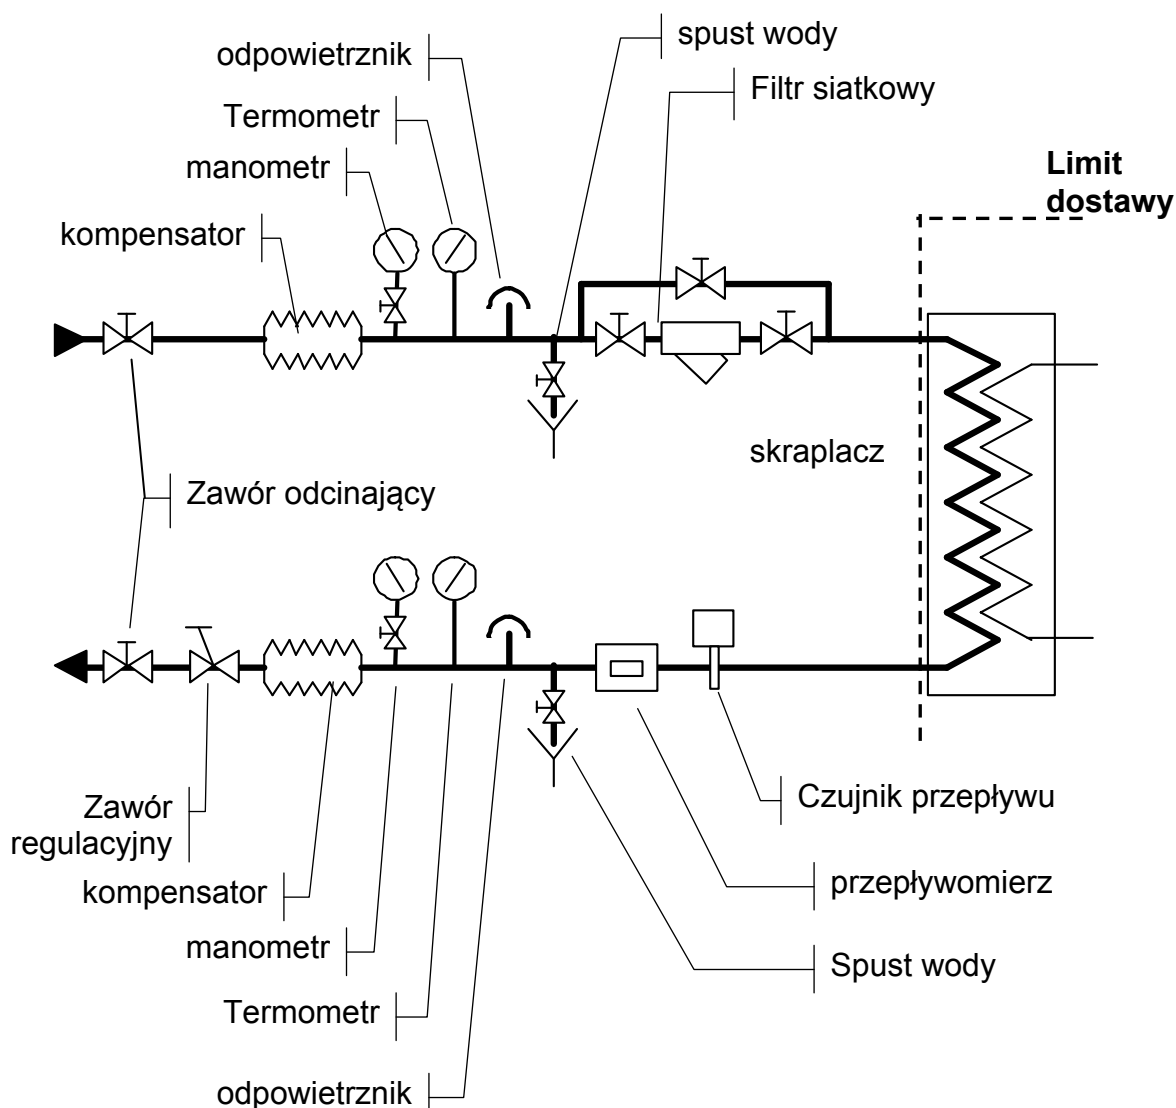 spust wody
odpowietrznik
Filtr siatkowy
Termometr
manometr
Limit
dostawy
kompensator
skraplacz
Zawór odcinający
Czujnik przepływu
Zawór
regulacyjny
przepływomierz
kompensator
manometr
Spust wody
Termometr
odpowietrznik